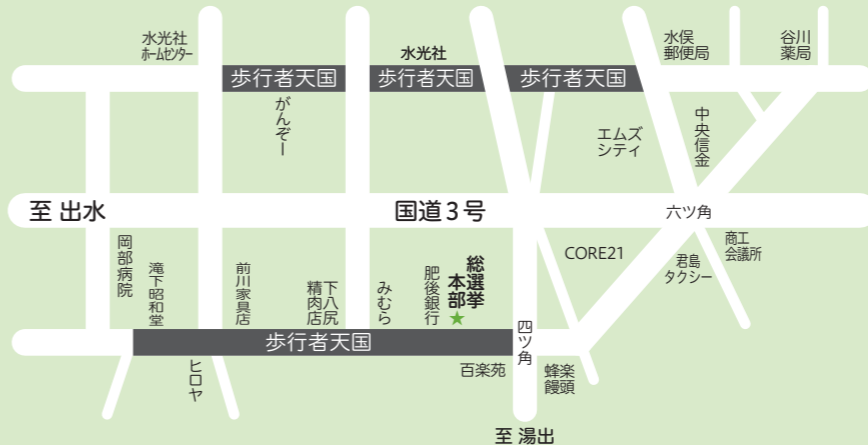 水光社
ホームセンター
水光社
水俣
郵便局
谷川
薬局
歩行者天国
歩行者天国
歩行者天国
がんぞー
エムズ
シティ
中央信金
至 出水
国道3号
六ツ角
岡部病院
滝下昭和堂
前川家具店
下八尻
精肉店
みむら
肥後銀行
総選挙
本部
★
CORE21
君島
タクシー
商工
会議所
歩行者天国
四ツ角
ヒロヤ
百楽苑
蜂楽
饅頭
至 湯出